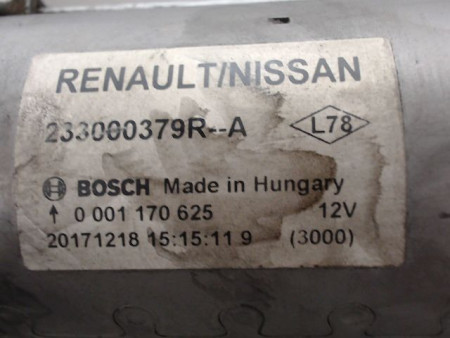 RENAULT/NISSAN
233000379R--A L78
BOSCH Made in Hungary
↑ 0 001 170 625 12V
20171218 15:15:11 9 (3000)